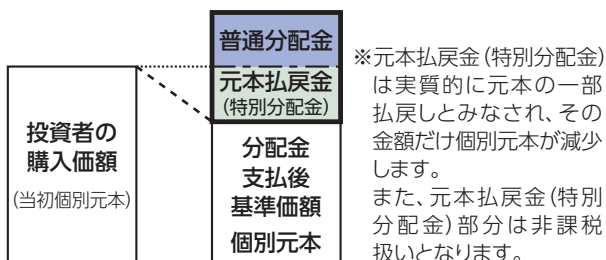 投資者の
購入価額
(当初個別元本)
普通分配金
元本払戻金
(特別分配金)
分配金
支払後
基準価額
個別元本
※元本払戻金(特別分配金)
は実質的に元本の一部
払戻しとみなされ、その
金額だけ個別元本が減少
します。
また、元本払戻金(特別
分配金)部分は非課税
扱いとなります。